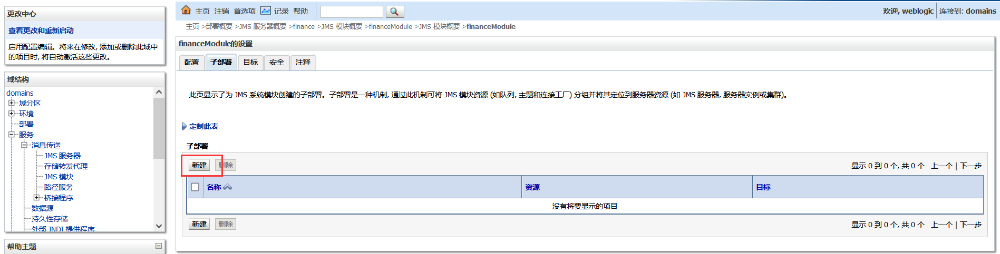 更改中心
查看更改和重新启动
启用配置编辑。将来在修改, 添加或删除此域中
的项目时, 将自动激活这些更改。
域结构
domains
域分区
环境
部署
服务
消息传送
JMS 服务器
存储转发代理
JMS 模块
路径服务
桥接程序
数据源
持久性存储
外部 JNDI 提供程序
帮助主题
主页 注销 首选项 记录 帮助
欢迎, weblogic 连接到: domains
主页 >部署概要 >JMS 服务器概要 >finance >JMS 模块概要 >financeModule >JMS 模块概要 >financeModule
financeModule的设置
配置 子部署 目标 安全 注释
此页显示了为 JMS 系统模块创建的子部署。子部署是一种机制, 通过此机制可将 JMS 模块资源 (如队列, 主题和连接工厂) 分组并将其定位到服务器资源 (如 JMS 服务器, 服务器实例或集群)。
定制此表
子部署
新建 删除 显示 0 到 0 个, 共 0 个 上一个 | 下一步
名称 资源 目标
没有将要显示的项目
新建 删除 显示 0 到 0 个, 共 0 个 上一个 | 下一步